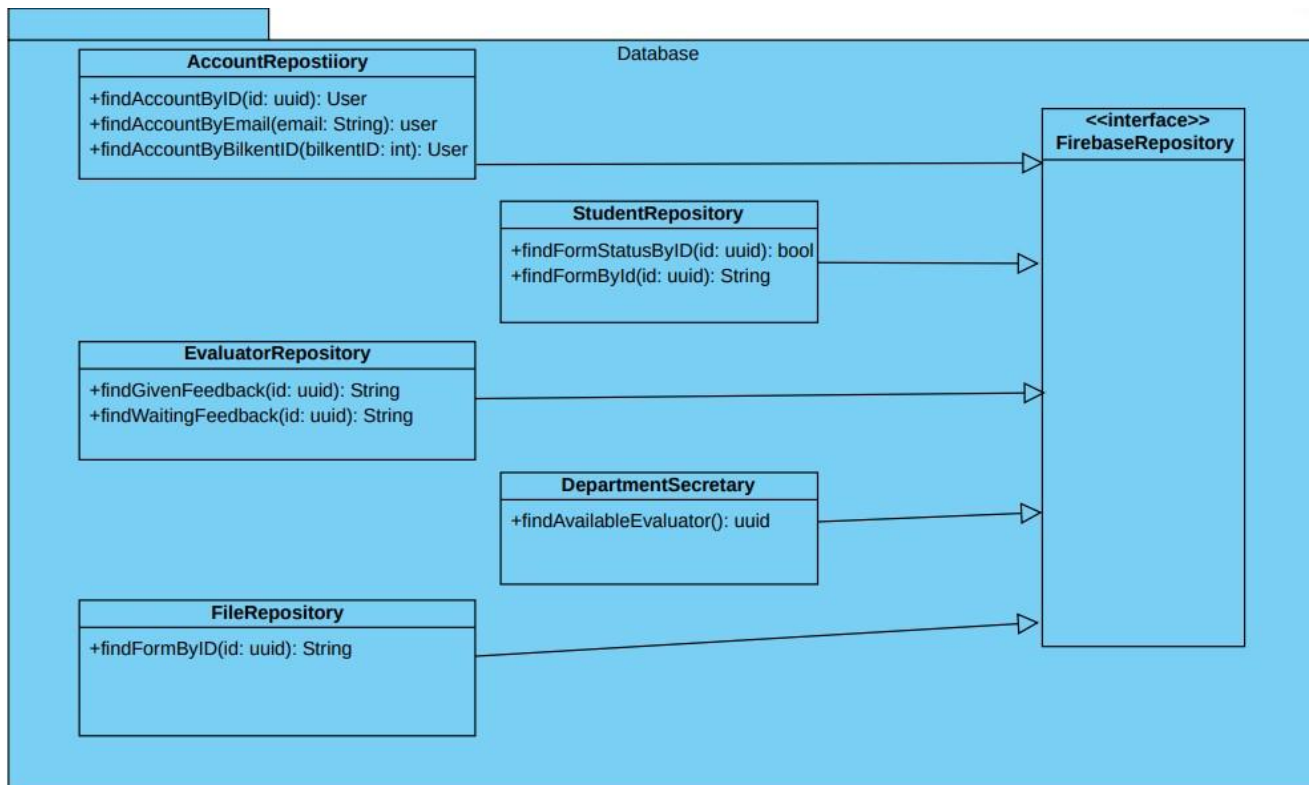 Database
AccountRepostiiory
+findAccountByID(id: uuid): User
+findAccountByEmail(email: String): user
+findAccountByBilkentID(bilkentID: int): User
<<interface>>
FirebaseRepository
StudentRepository
+findFormStatusByID(id: uuid): bool
+findFormById(id: uuid): String
EvaluatorRepository
+findGivenFeedback(id: uuid): String
+findWaitingFeedback(id: uuid): String
DepartmentSecretary
+findAvailableEvaluator(): uuid
FileRepository
+findFormByID(id: uuid): String